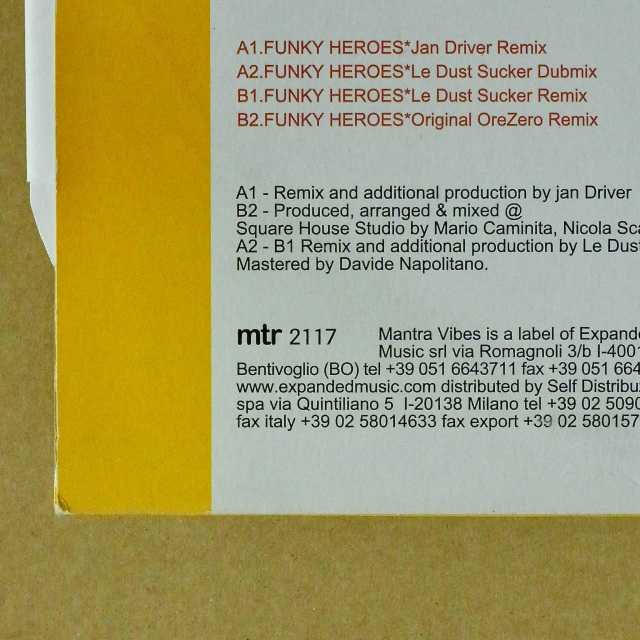 A1.FUNKY HEROES*Jan Driver Remix
A2.FUNKY HEROES*Le Dust Sucker Dubmix
B1.FUNKY HEROES*Le Dust Sucker Remix
B2.FUNKY HEROES*Original OreZero Remix
A1 - Remix and additional production by jan Driver
B2 - Produced, arranged & mixed @
Square House Studio by Mario Caminita, Nicola
A2 - B1 Remix and additional production by Le Dust
Mastered by Davide Napolitano.
mtr 2117 Mantra Vibes is a label of
Music srl via Romagnoli 3/b
Bentivoglio (BO) tel +39 051 6643711 fax +39 051
www.expandedmusic.com distributed by Self
spa via Quintiliano 5 I-20138 Milano tel +39 02
fax italy +39 02 58014633 fax export +39 02